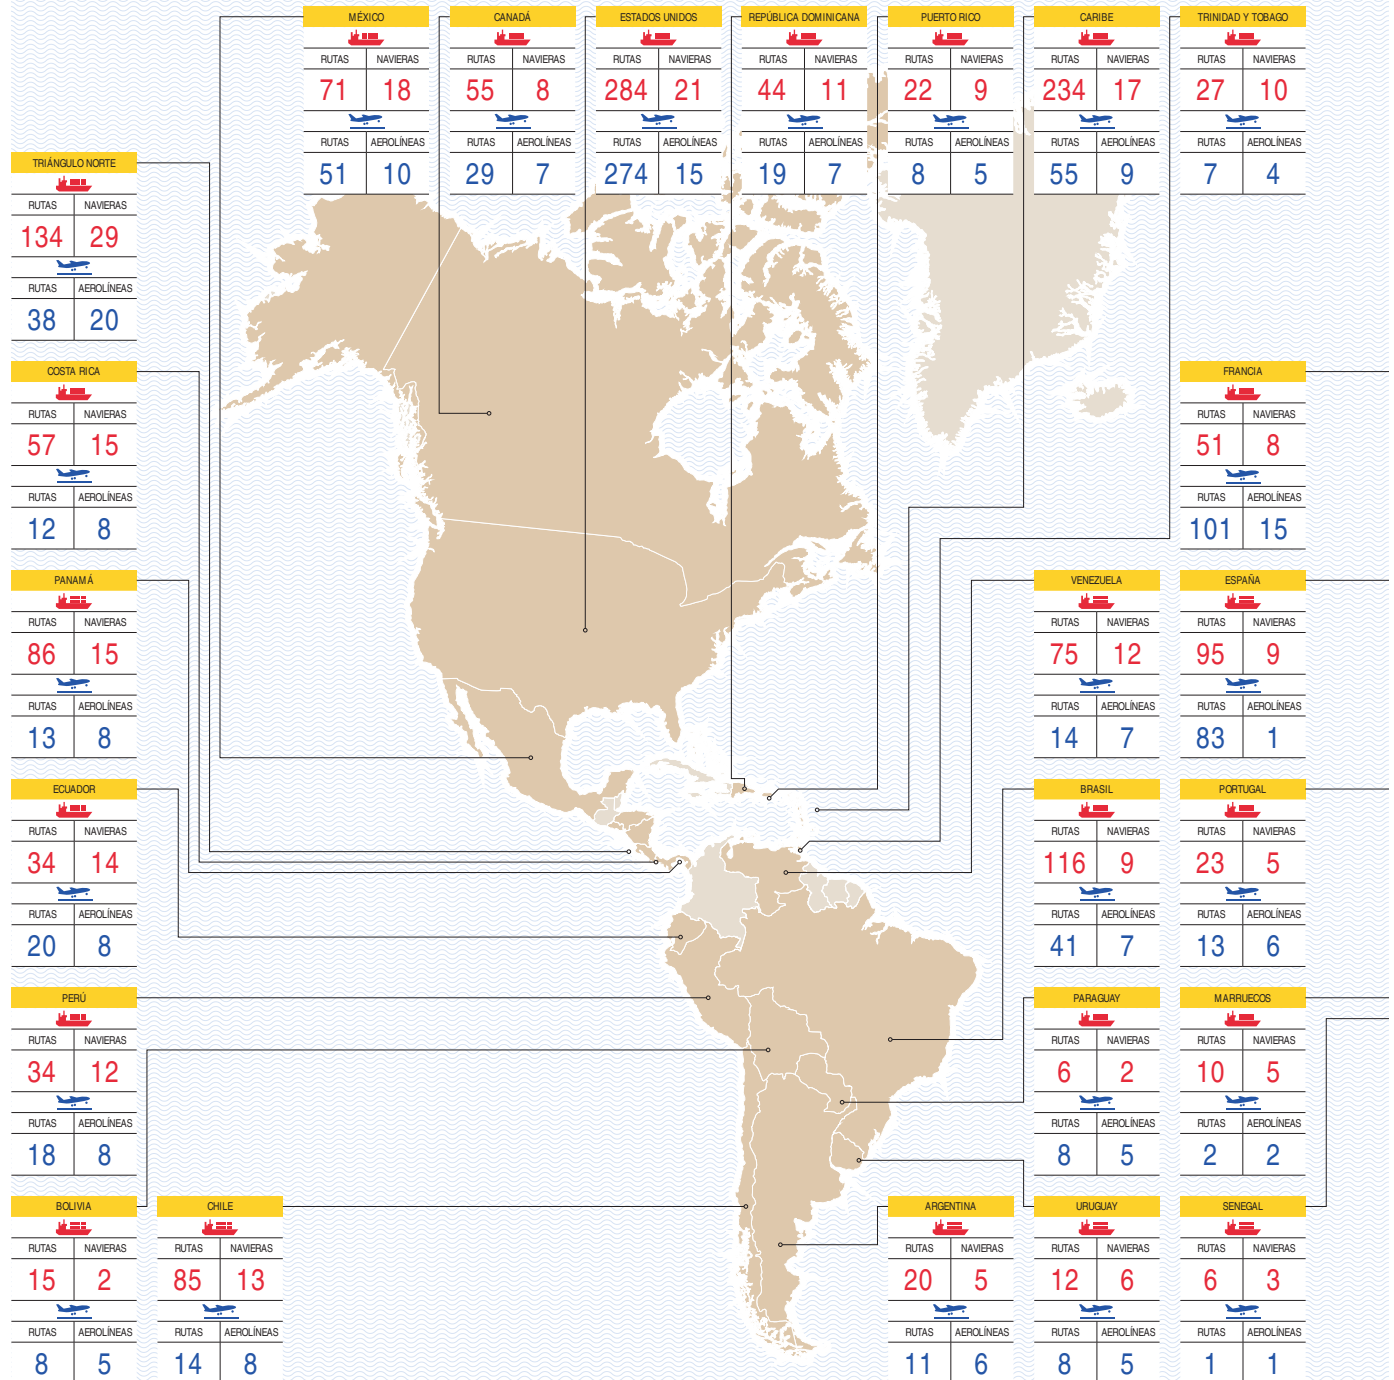 MÉXICO
RUTAS NAVIERAS
71 18
RUTAS AEROLÍNEAS
51 10
CANADÁ
RUTAS NAVIERAS
55 8
RUTAS AEROLÍNEAS
29 7
ESTADOS UNIDOS
RUTAS NAVIERAS
284 21
RUTAS AEROLÍNEAS
274 15
REPÚBLICA DOMINICANA
RUTAS NAVIERAS
44 11
RUTAS AEROLÍNEAS
19 7
PUERTO RICO
RUTAS NAVIERAS
22 9
RUTAS AEROLÍNEAS
8 5
CARIBE
RUTAS NAVIERAS
234 17
RUTAS AEROLÍNEAS
55 9
TRINIDAD Y TOBAGO
RUTAS NAVIERAS
27 10
RUTAS AEROLÍNEAS
7 4
TRIÁNGULO NORTE
RUTAS NAVIERAS
134 29
RUTAS AEROLÍNEAS
38 20
COSTA RICA
RUTAS NAVIERAS
57 15
RUTAS AEROLÍNEAS
12 8
FRANCIA
RUTAS NAVIERAS
51 8
RUTAS AEROLÍNEAS
101 15
PANAMÁ
RUTAS NAVIERAS
86 15
RUTAS AEROLÍNEAS
13 8
VENEZUELA
RUTAS NAVIERAS
75 12
RUTAS AEROLÍNEAS
14 7
ESPAÑA
RUTAS NAVIERAS
95 9
RUTAS AEROLÍNEAS
83 1
ECUADOR
RUTAS NAVIERAS
34 14
RUTAS AEROLÍNEAS
20 8
BRASIL
RUTAS NAVIERAS
116 9
RUTAS AEROLÍNEAS
41 7
PORTUGAL
RUTAS NAVIERAS
23 5
RUTAS AEROLÍNEAS
13 6
PERÚ
RUTAS NAVIERAS
34 12
RUTAS AEROLÍNEAS
18 8
PARAGUAY
RUTAS NAVIERAS
6 2
RUTAS AEROLÍNEAS
8 5
MARRUECOS
RUTAS NAVIERAS
10 5
RUTAS AEROLÍNEAS
2 2
BOLIVIA
RUTAS NAVIERAS
15 2
RUTAS AEROLÍNEAS
8 5
CHILE
RUTAS NAVIERAS
85 13
RUTAS AEROLÍNEAS
14 8
ARGENTINA
RUTAS NAVIERAS
20 5
RUTAS AEROLÍNEAS
11 6
URUGUAY
RUTAS NAVIERAS
12 6
RUTAS AEROLÍNEAS
8 5
SENEGAL
RUTAS NAVIERAS
6 3
RUTAS AEROLÍNEAS
1 1